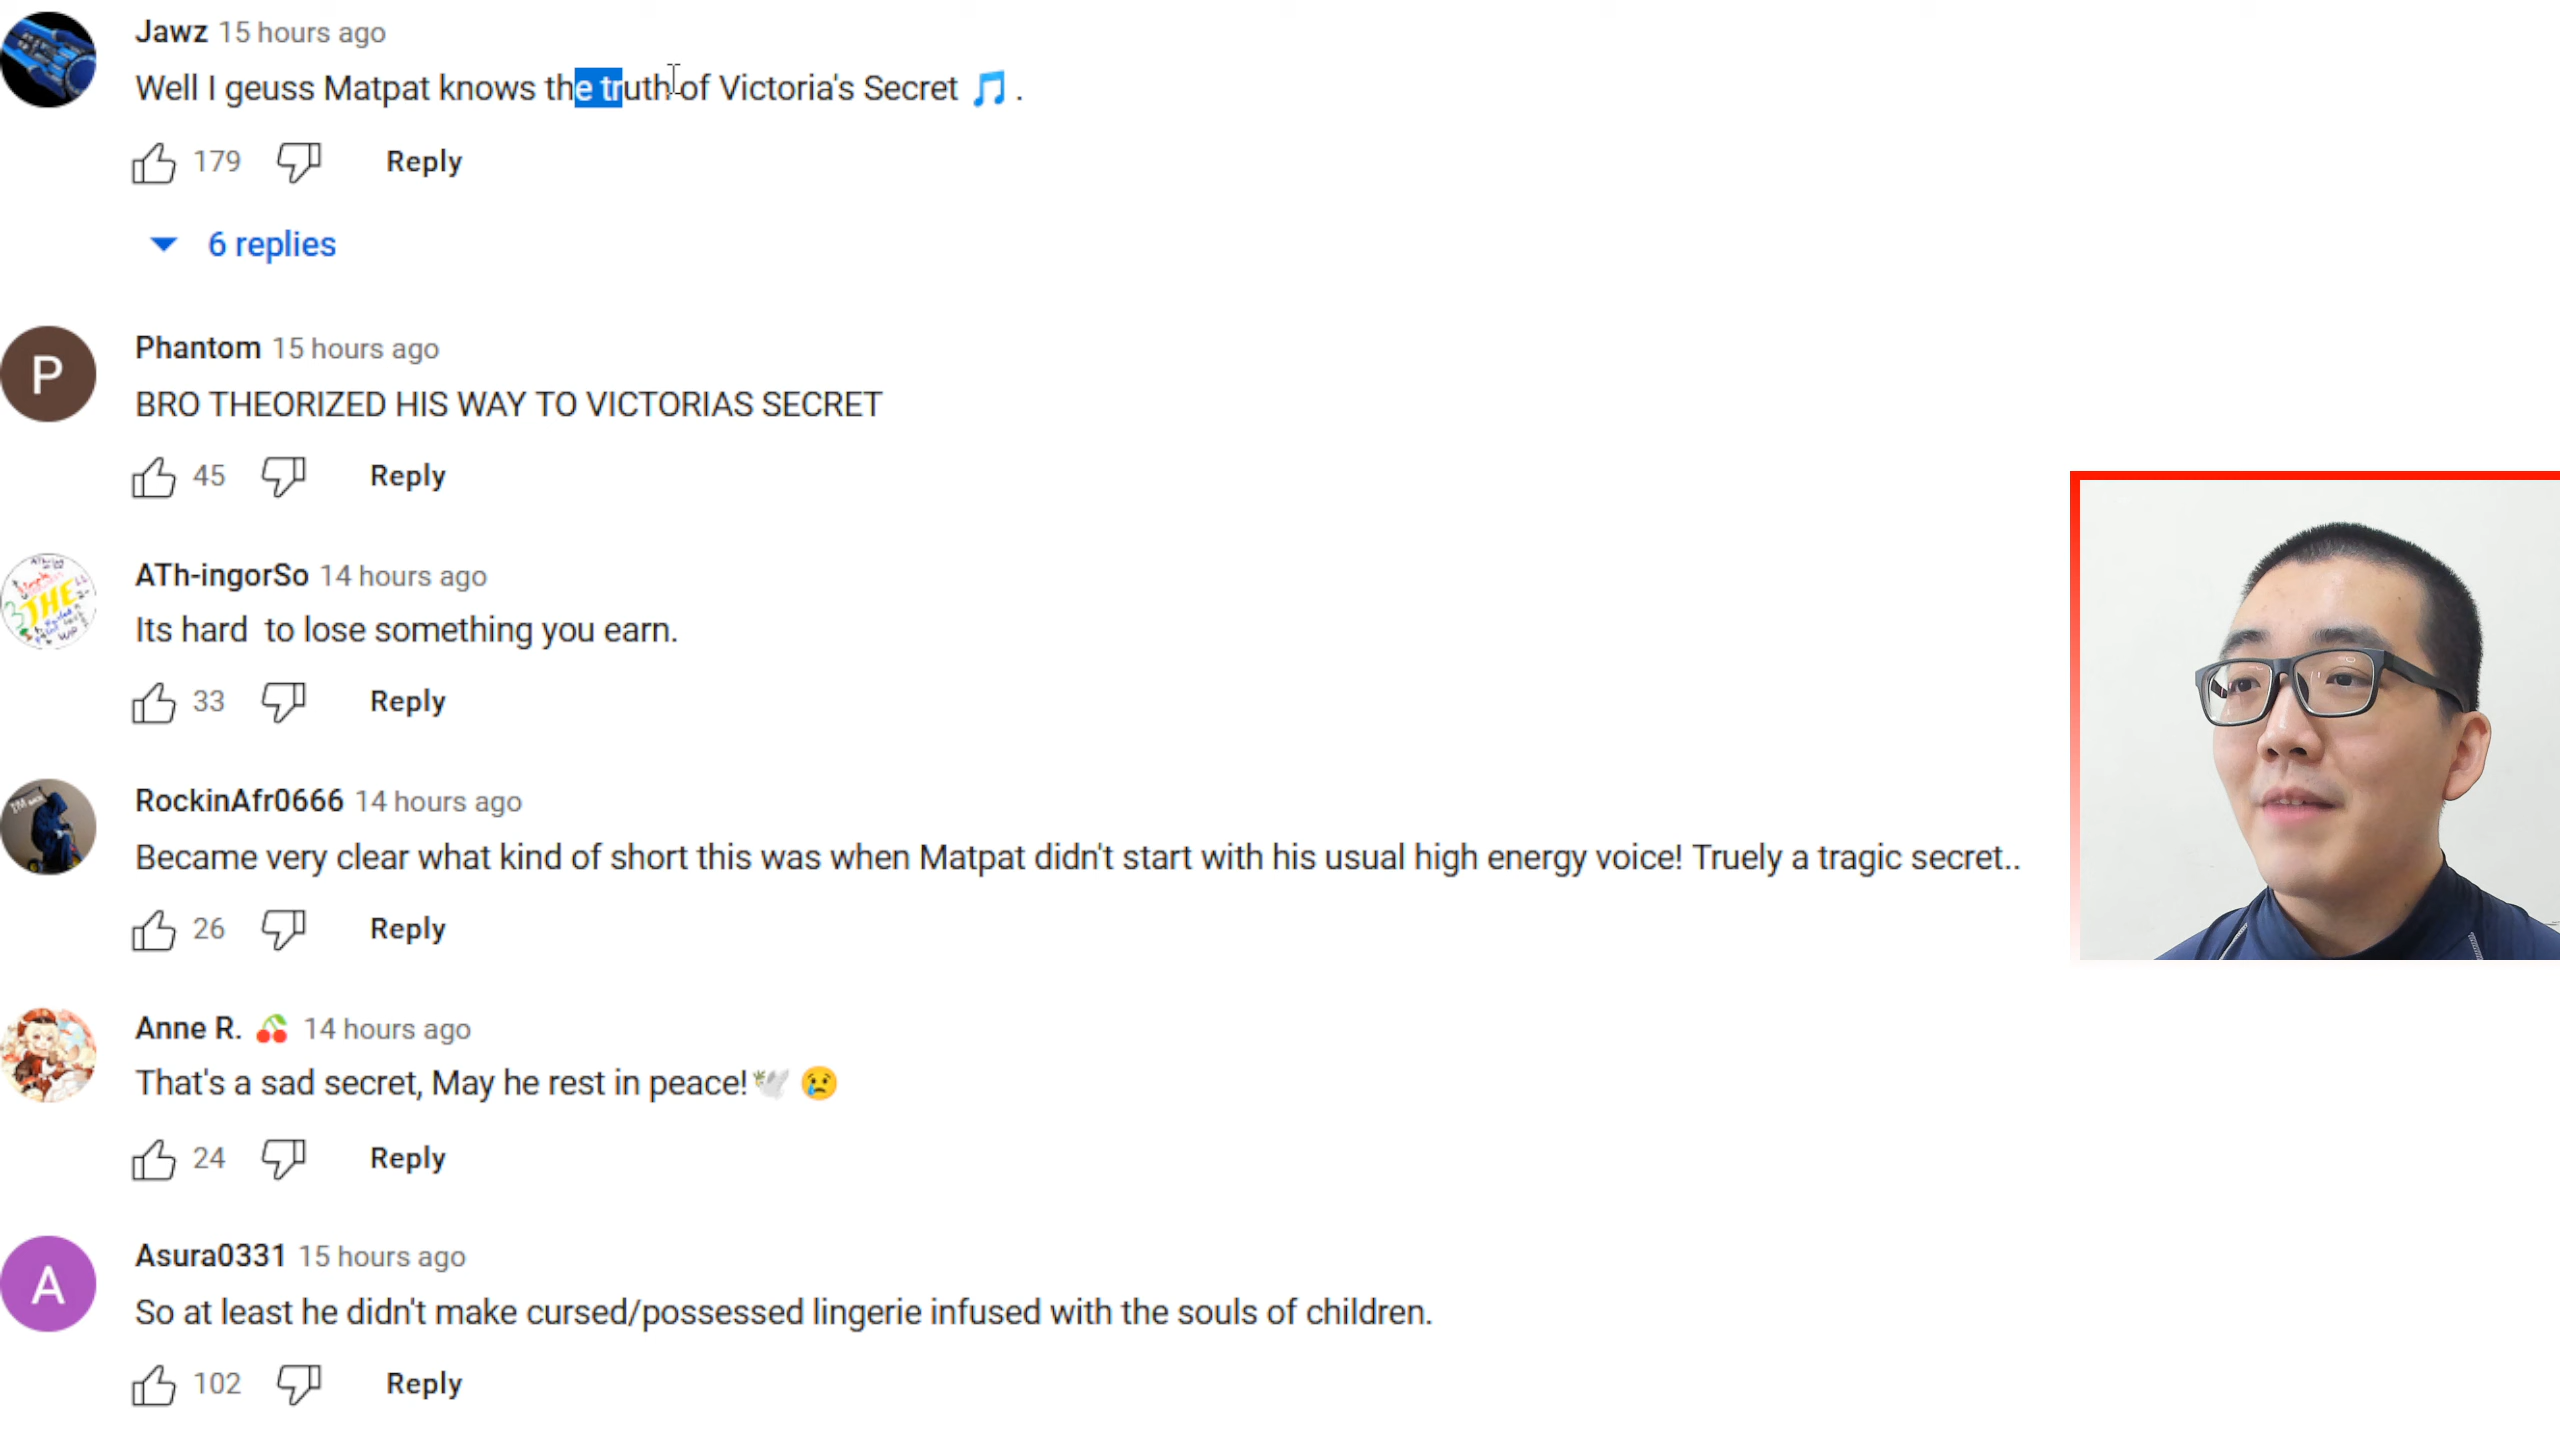 Jawz 15 hours ago
Well I geuss Matpat knows the truth of Victoria's Secret 🎵 .
179 Reply
6 replies
P
Phantom 15 hours ago
BRO THEORIZED HIS WAY TO VICTORIAS SECRET
45 Reply
THE
ATh-ingorSo 14 hours ago
Its hard  to lose something you earn.
33 Reply
RockinAfr0666 14 hours ago
Became very clear what kind of short this was when Matpat didn't start with his usual high energy voice! Truely a tragic secret..
26 Reply
Anne R. 🍒 14 hours ago
That's a sad secret, May he rest in peace!🕊️ 😢
24 Reply
A
Asura0331 15 hours ago
So at least he didn't make cursed/possessed lingerie infused with the souls of children.
102 Reply